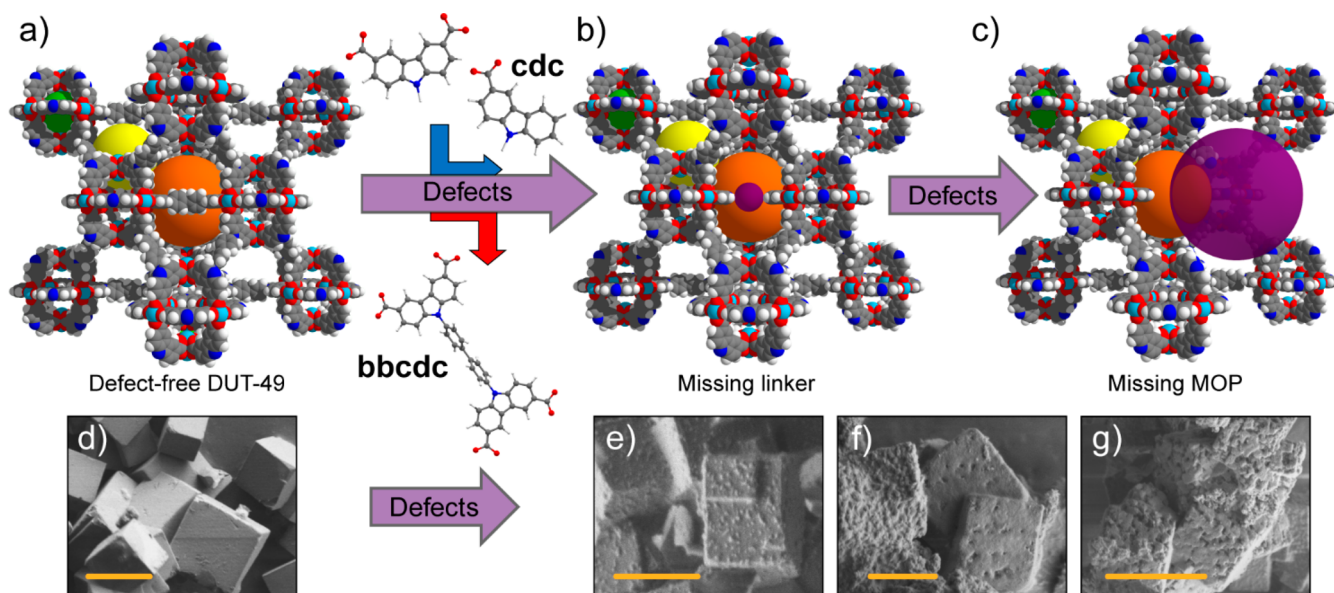 a)
cdc
b)
c)
Defects
Defects
bbcdc
Defect-free DUT-49
Missing linker
Missing MOP
d)
Defects
e)
f)
g)